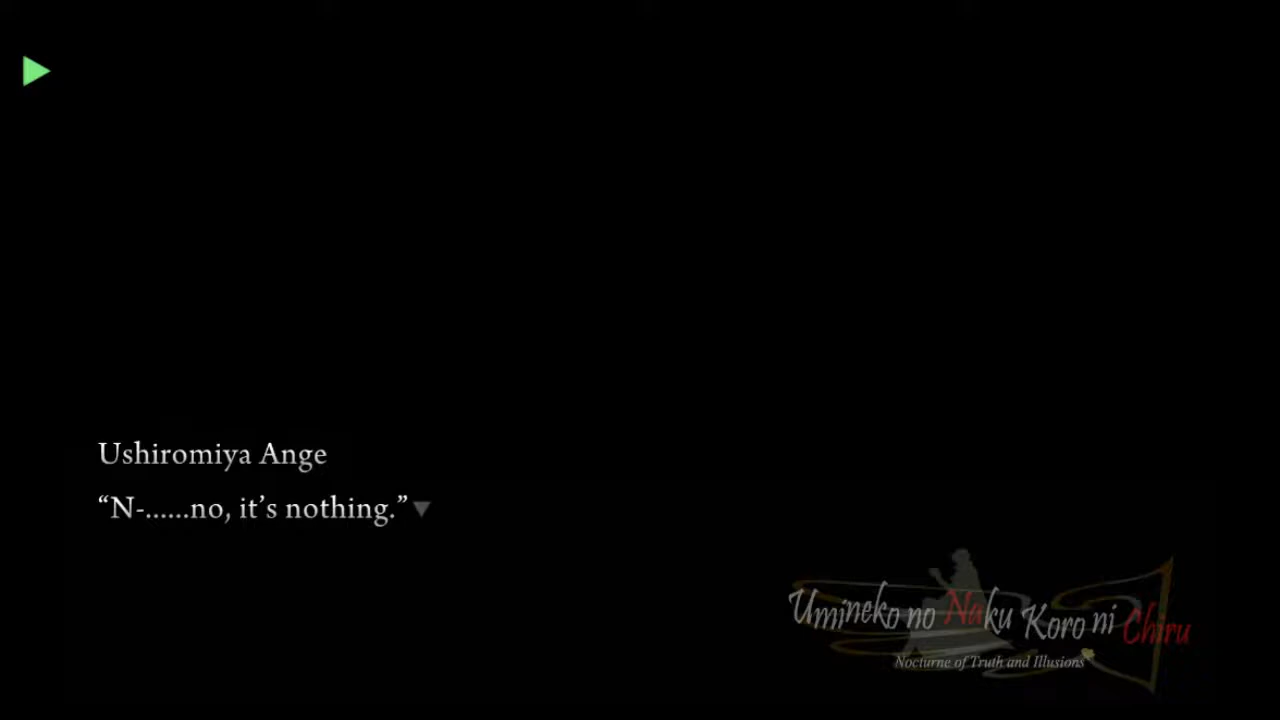 Ushiromiya Ange
“N-......no, it’s nothing.”
Umineko no Naku Koro ni Chiru
Nocturne of Truth and Illusions